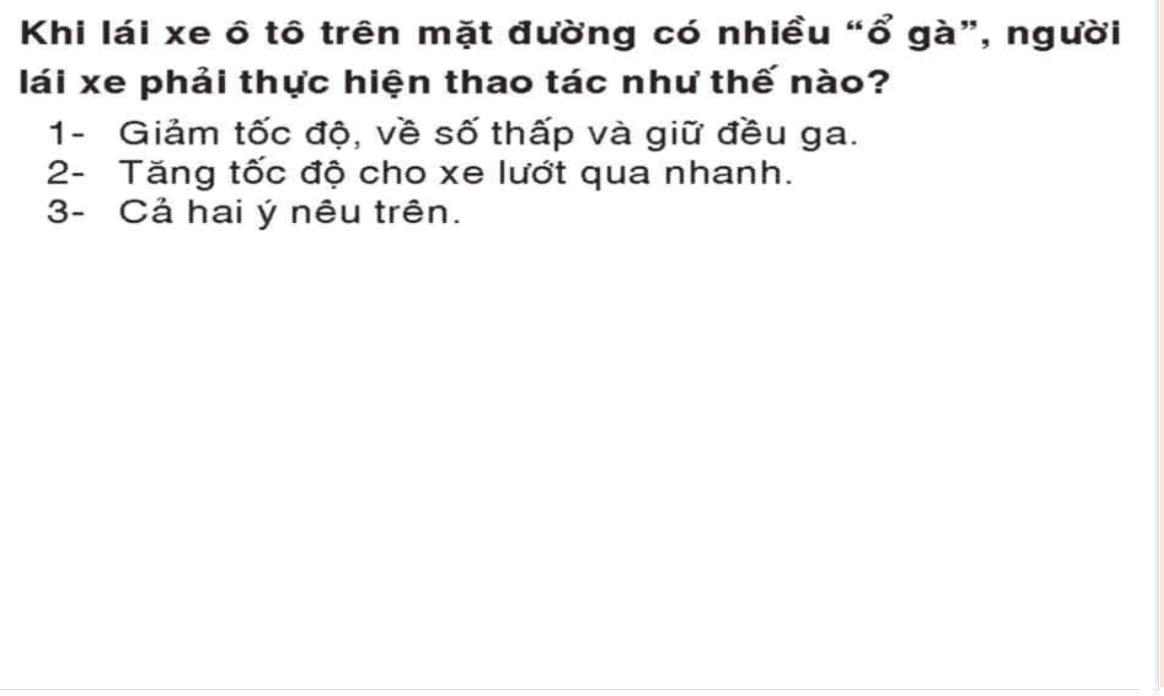 Khi lái xe ô tô trên mặt đường có nhiều “ổ gà”, người
lái xe phải thực hiện thao tác như thế nào?
1- Giảm tốc độ, về số thấp và giữ đều ga.
2- Tăng tốc độ cho xe lướt qua nhanh.
3- Cả hai ý nêu trên.